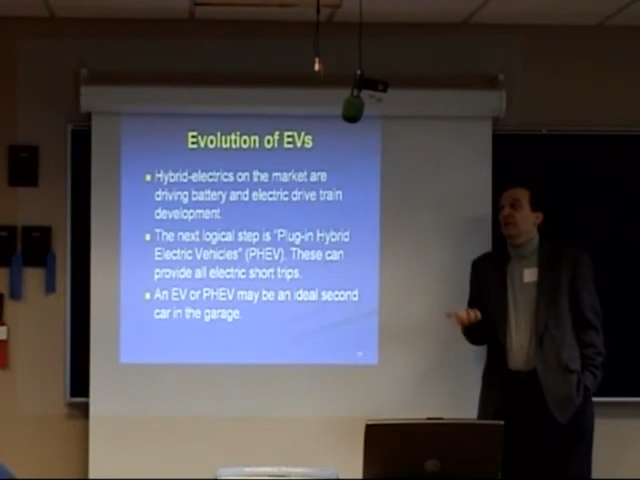 Evolution of EVs
Hybrid-electrics on the market are
driving battery and electric drive train
development.
The next logical step is "Plug-in Hybrid
Electric Vehicles" (PHEV). These can
provide all electric short trips.
An EV or PHEV may be an ideal second
car in the garage.